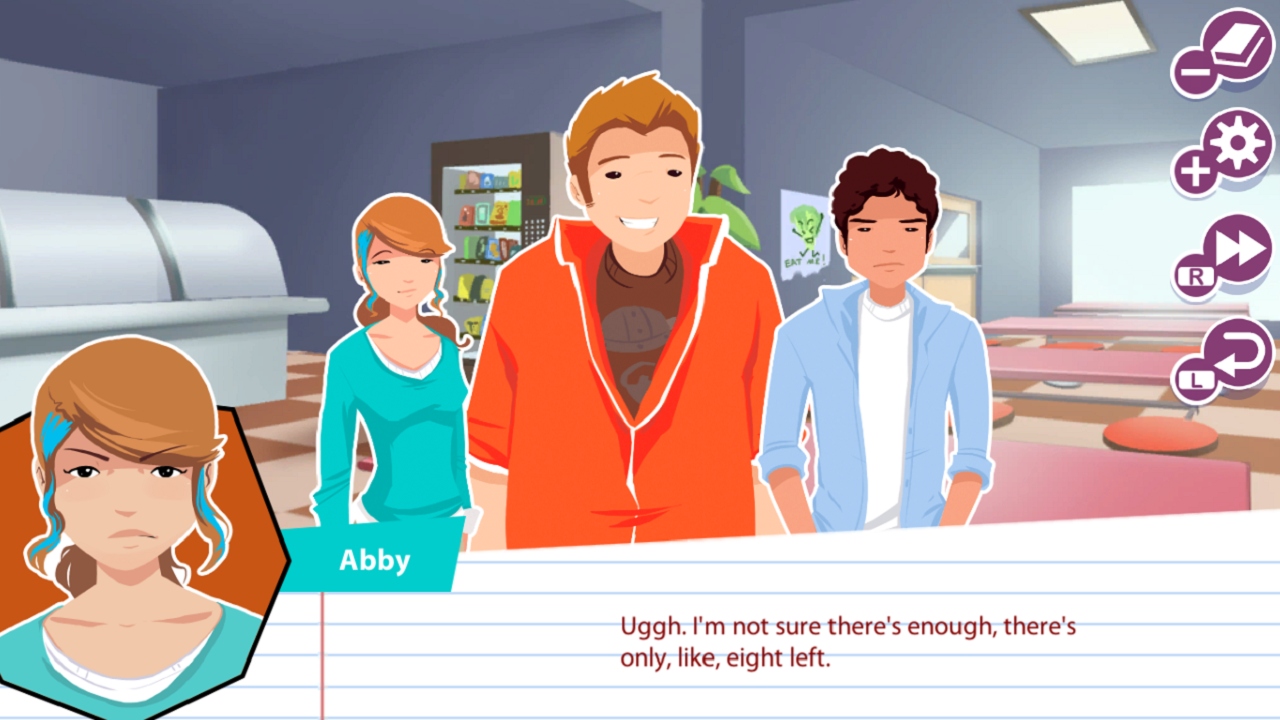 EAT ME!
R
L
Abby
Uggh. I'm not sure there's enough, there's
only, like, eight left.